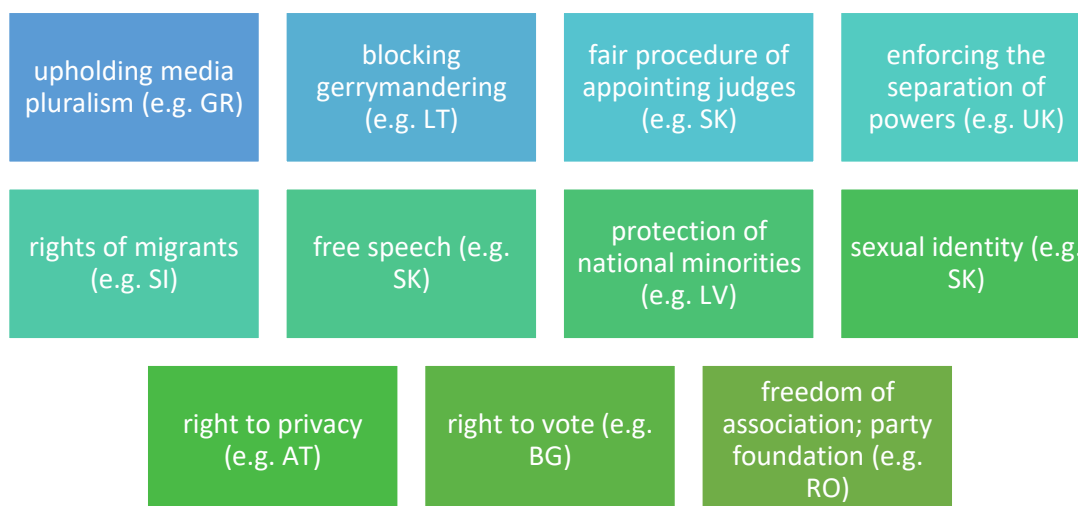 upholding media
pluralism (e.g. GR)
blocking
gerrymandering
(e.g. LT)
fair procedure of
appointing judges
(e.g. SK)
enforcing the
separation of
powers (e.g. UK)
rights of migrants
(e.g. SI)
free speech (e.g.
SK)
protection of
national minorities
(e.g. LV)
sexual identity (e.g.
SK)
right to privacy
(e.g. AT)
right to vote (e.g.
BG)
freedom of
association; party
foundation (e.g.
RO)